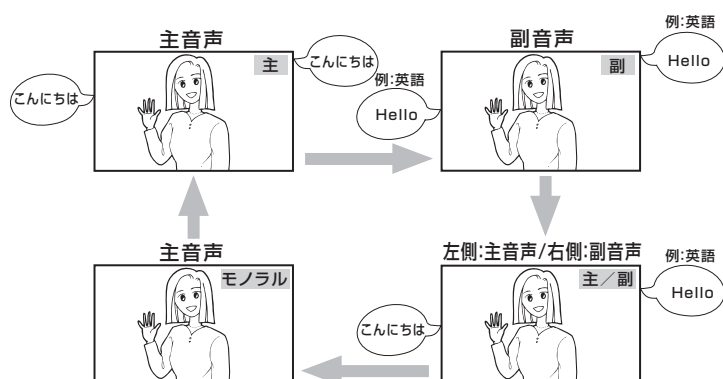 主音声
主
こんにちは
こんにちは
副音声
副
例:英語
Hello
例:英語
Hello
主音声
モノラル
左側:主音声/右側:副音声
主/副
こんにちは
例:英語
Hello